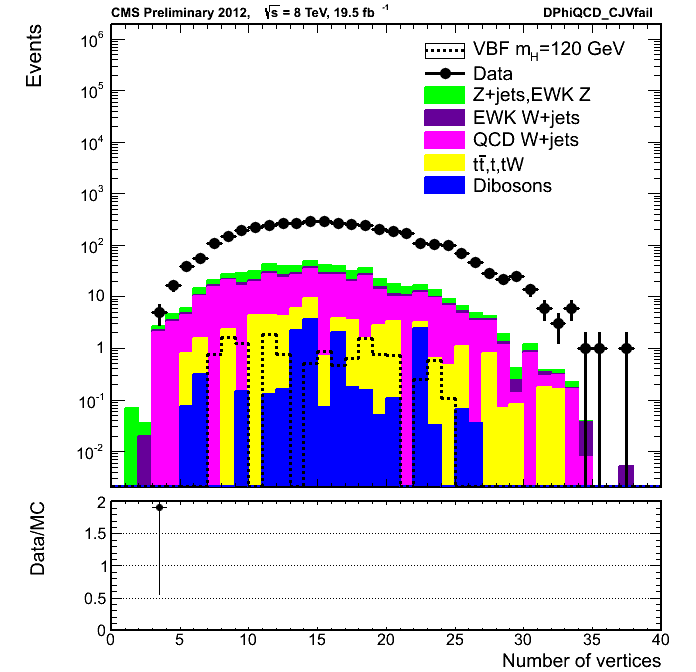 CMS Preliminary 2012, √s = 8 TeV, 19.5 fb⁻¹ DPhiQCD_CJVfail
Events
10⁶
10⁵
10⁴
10³
10²
10
1
10⁻¹
10⁻²
VBF m_H=120 GeV
Data
Z+jets,EWK Z
EWK W+jets
QCD W+jets
tt̄,t,tW
Dibosons
Data/MC
2
1.5
1
0.5
0
0 5 10 15 20 25 30 35 40
Number of vertices